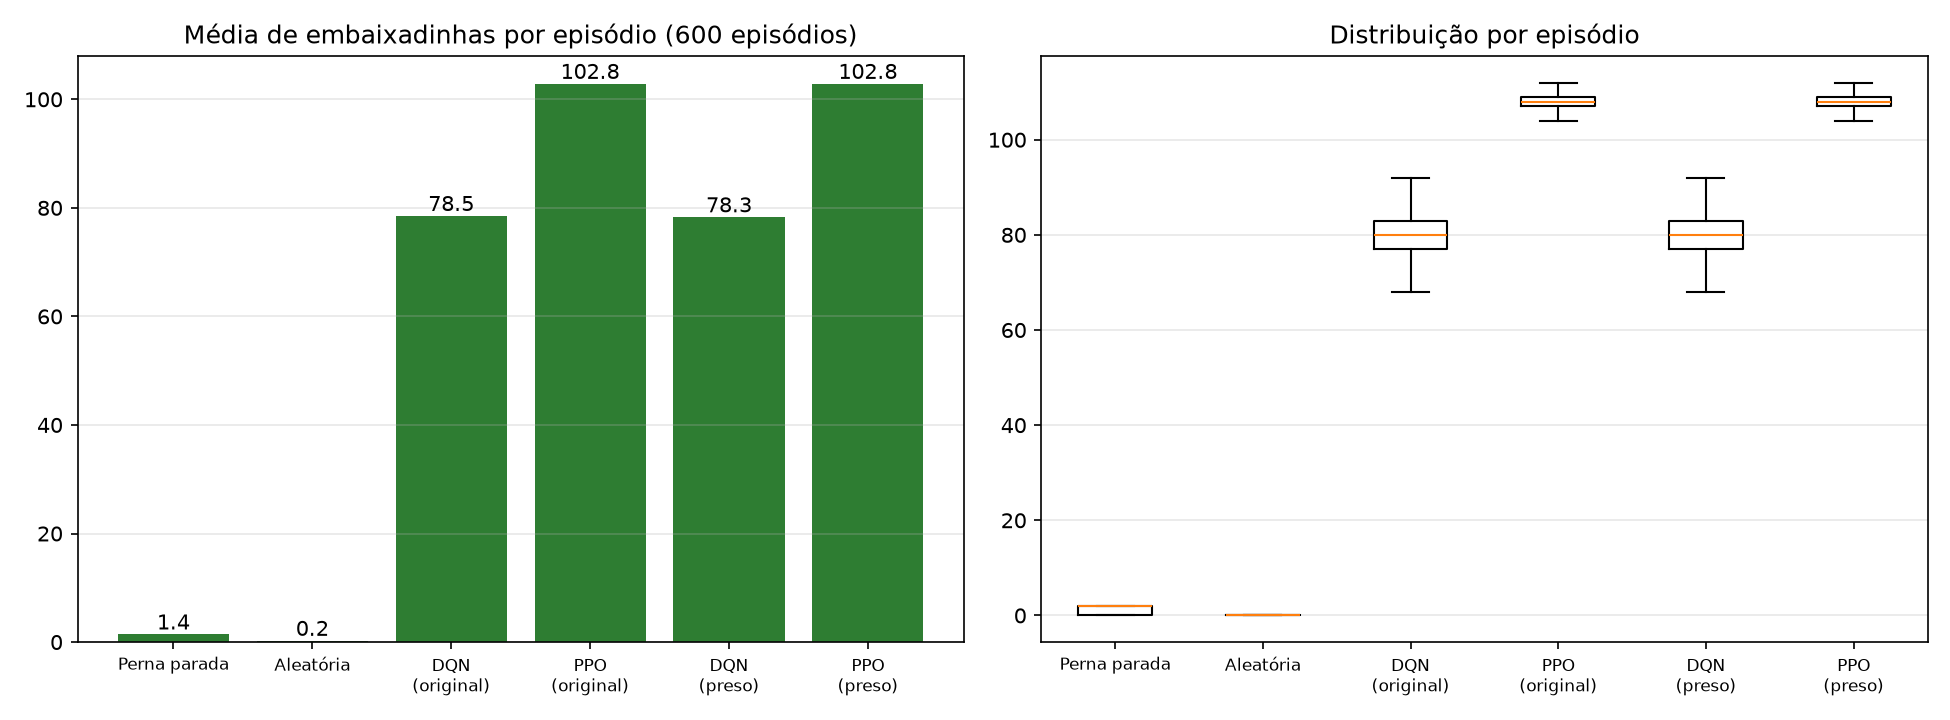 Média de embaixadinhas por episódio (600 episódios)
100
80
60
40
20
0
1.4
0.2
78.5
102.8
78.3
102.8
Perna parada
Aleatória
DQN
(original)
PPO
(original)
DQN
(preso)
PPO
(preso)
Distribuição por episódio
100
80
60
40
20
0
Perna parada
Aleatória
DQN
(original)
PPO
(original)
DQN
(preso)
PPO
(preso)